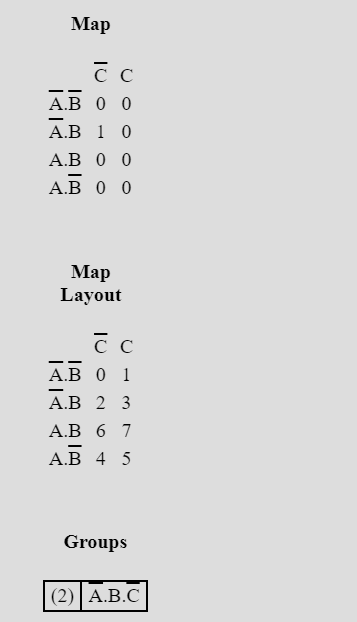 Map
C̅ C
A̅.B̅ 0 0
A̅.B 1 0
A.B 0 0
A.B̅ 0 0
Map
Layout
C̅ C
A̅.B̅ 0 1
A̅.B 2 3
A.B 6 7
A.B̅ 4 5
Groups
(2) A̅.B.C̅